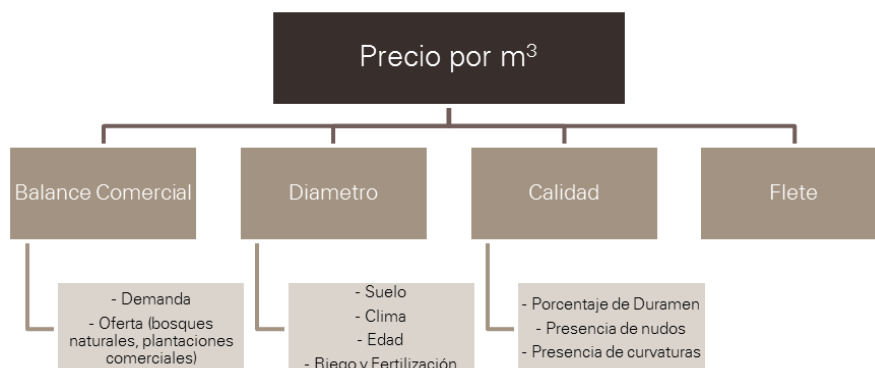 Precio por m³
Balance Comercial
Diametro
Calidad
Flete
- Demanda
- Oferta (bosques
naturales, plantaciones
comerciales)
- Suelo
- Clima
- Edad
- Riego y Fertilización
- Porcentaje de Duramen
- Presencia de nudos
- Presencia de curvaturas